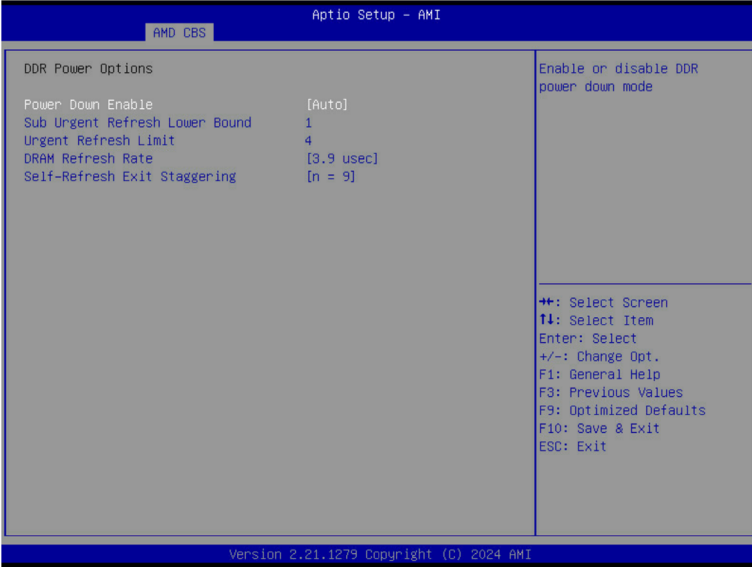 Aptio Setup – AMI
AMD CBS
DDR Power Options
Power Down Enable [Auto]
Sub Urgent Refresh Lower Bound 1
Urgent Refresh Limit 4
DRAM Refresh Rate [3.9 usec]
Self-Refresh Exit Staggering [n = 9]
Enable or disable DDR
power down mode
→←: Select Screen
↑↓: Select Item
Enter: Select
+/-: Change Opt.
F1: General Help
F3: Previous Values
F9: Optimized Defaults
F10: Save & Exit
ESC: Exit
Version 2.21.1279 Copyright (C) 2024 AMI